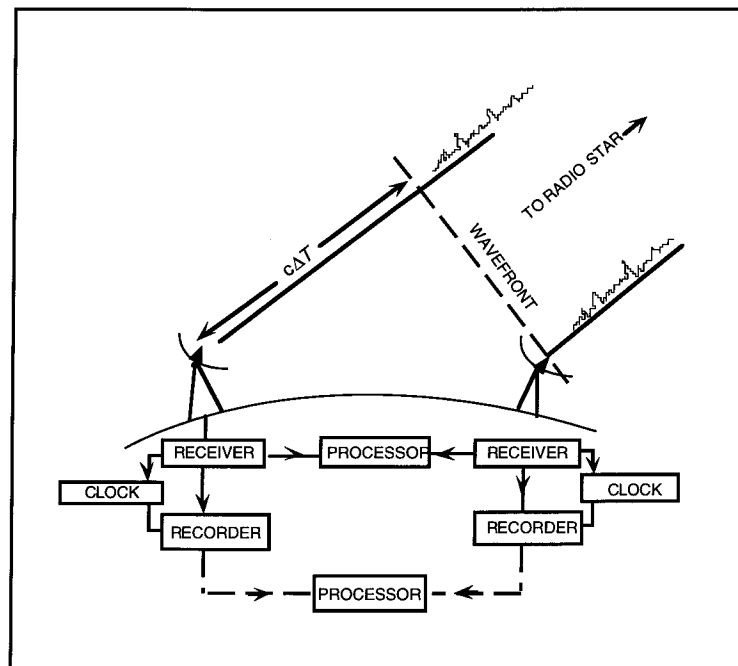 TO RADIO STAR
cΔT
WAVEFRONT
RECEIVER
PROCESSOR
RECEIVER
CLOCK
CLOCK
RECORDER
RECORDER
PROCESSOR